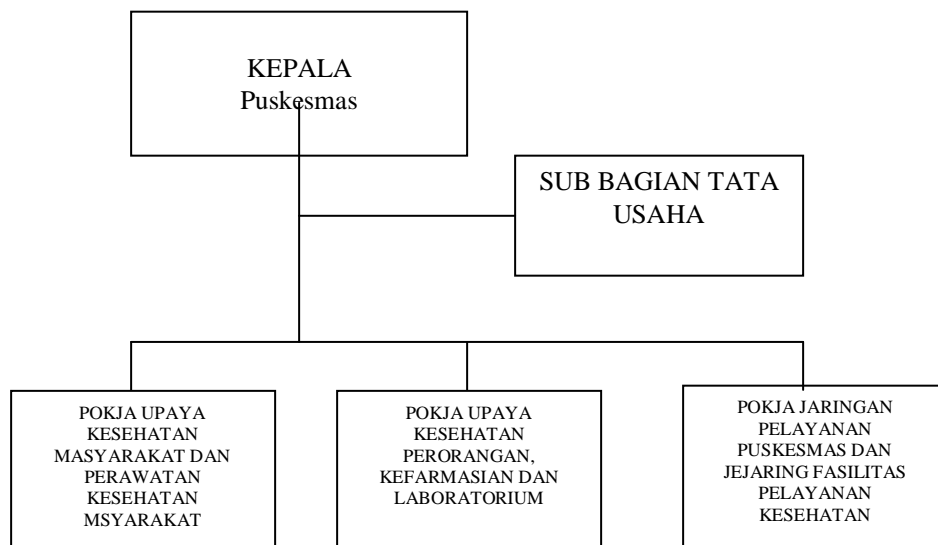 KEPALA
Puskesmas
SUB BAGIAN TATA
USAHA
POKJA UPAYA
KESEHATAN
MASYARAKAT DAN
PERAWATAN
KESEHATAN
MSYARAKAT
POKJA UPAYA
KESEHATAN
PERORANGAN,
KEFARMASIAN DAN
LABORATORIUM
POKJA JARINGAN
PELAYANAN
PUSKESMAS DAN
JEJARING FASILITAS
PELAYANAN
KESEHATAN